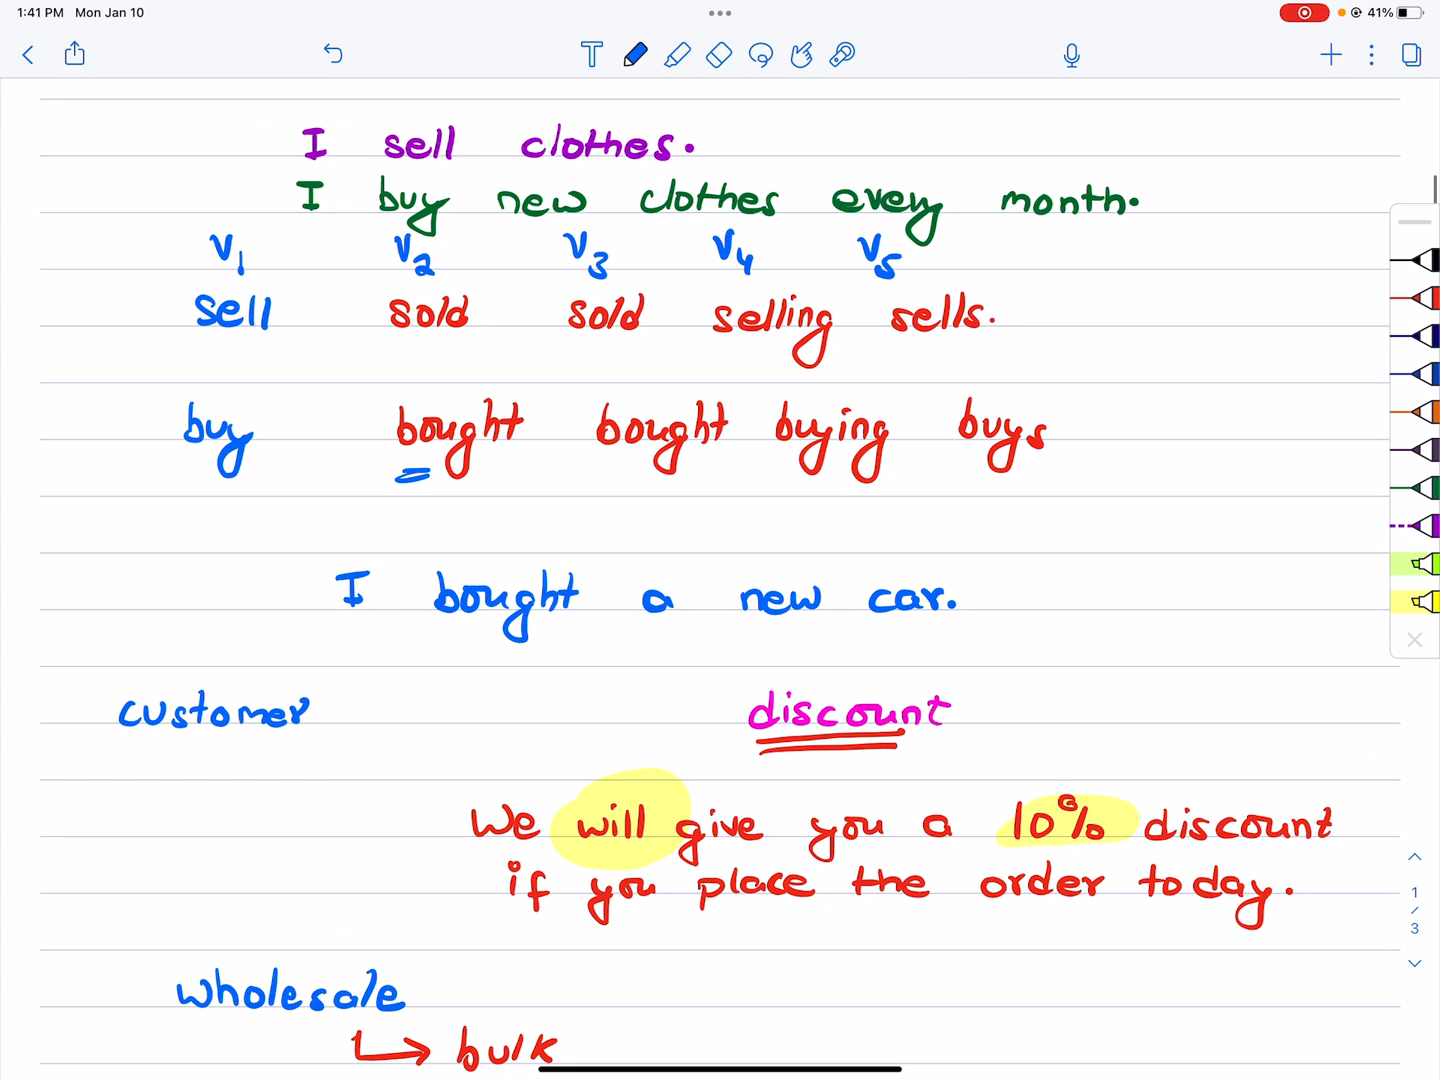 1:41 PM Mon Jan 10 41%
I sell clothes.
I buy new clothes every month.
V1 V2 V3 V4 V5
sell sold sold selling sells.
buy bought bought buying buys
I bought a new car.
customer discount
We will give you a 10% discount
if you place the order today.
1
/
3
wholesale
bulk